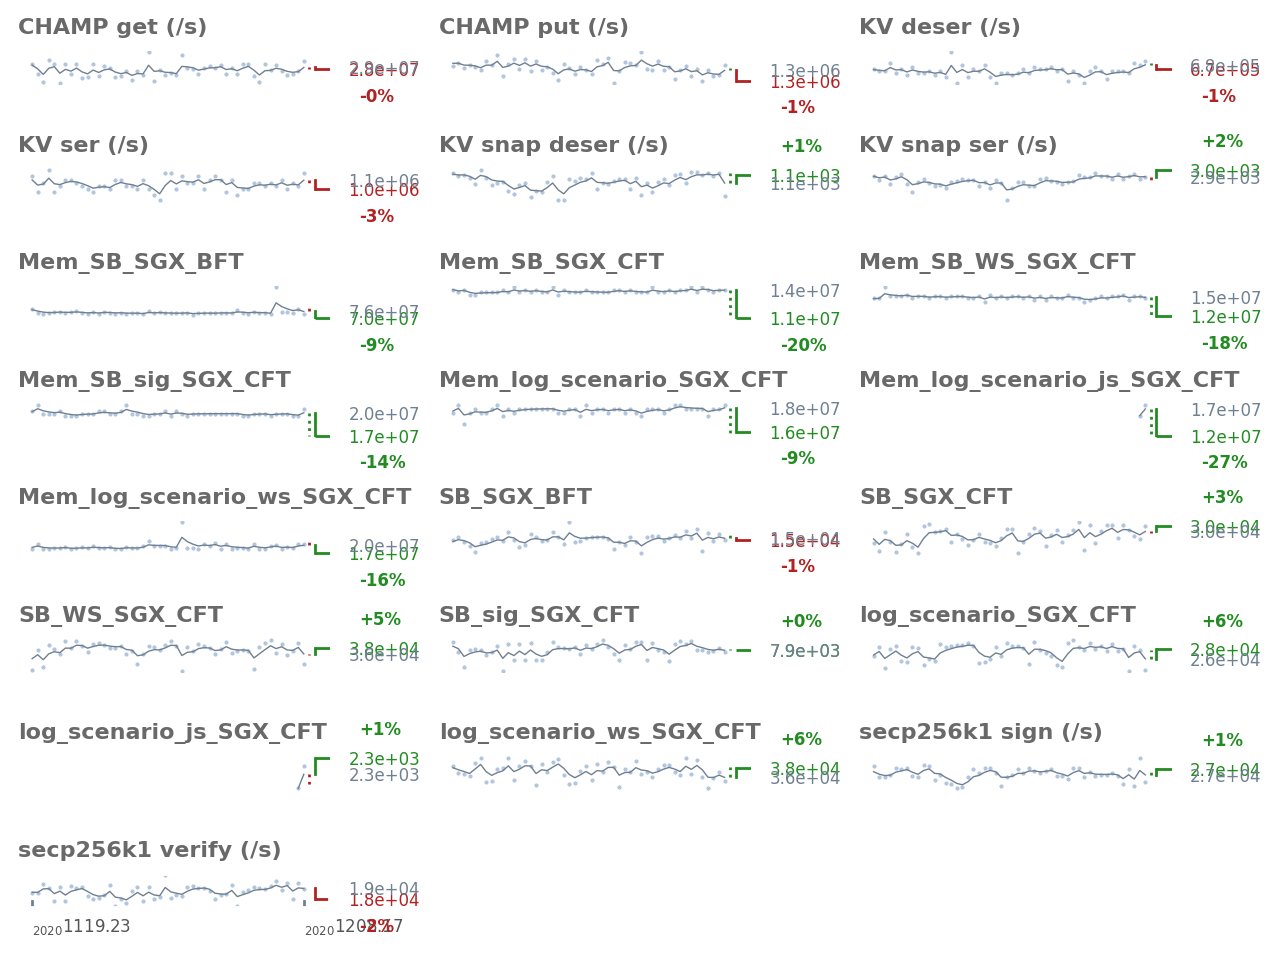 CHAMP get (/s)
2.9e+07
2.8e+07
-0%
CHAMP put (/s)
1.3e+06
1.3e+06
-1%
KV deser (/s)
6.8e+05
6.7e+05
-1%
KV ser (/s)
1.1e+06
1.0e+06
-3%
KV snap deser (/s)
+1%
1.1e+03
1.1e+03
KV snap ser (/s)
+2%
3.0e+03
2.9e+03
Mem_SB_SGX_BFT
7.6e+07
7.0e+07
-9%
Mem_SB_SGX_CFT
1.4e+07
1.1e+07
-20%
Mem_SB_WS_SGX_CFT
1.5e+07
1.2e+07
-18%
Mem_SB_sig_SGX_CFT
2.0e+07
1.7e+07
-14%
Mem_log_scenario_SGX_CFT
1.8e+07
1.6e+07
-9%
Mem_log_scenario_js_SGX_CFT
1.7e+07
1.2e+07
-27%
Mem_log_scenario_ws_SGX_CFT
2.0e+07
1.7e+07
-16%
SB_SGX_BFT
1.5e+04
1.5e+04
-1%
SB_SGX_CFT
+3%
3.0e+04
3.0e+04
SB_WS_SGX_CFT
+5%
3.8e+04
3.6e+04
SB_sig_SGX_CFT
+0%
7.9e+03
log_scenario_SGX_CFT
+6%
2.8e+04
2.6e+04
log_scenario_js_SGX_CFT
+1%
2.3e+03
2.3e+03
log_scenario_ws_SGX_CFT
+6%
3.8e+04
3.6e+04
secp256k1 sign (/s)
+1%
2.7e+04
2.7e+04
secp256k1 verify (/s)
1.9e+04
1.8e+04
-2%
2020 1119.23
2020